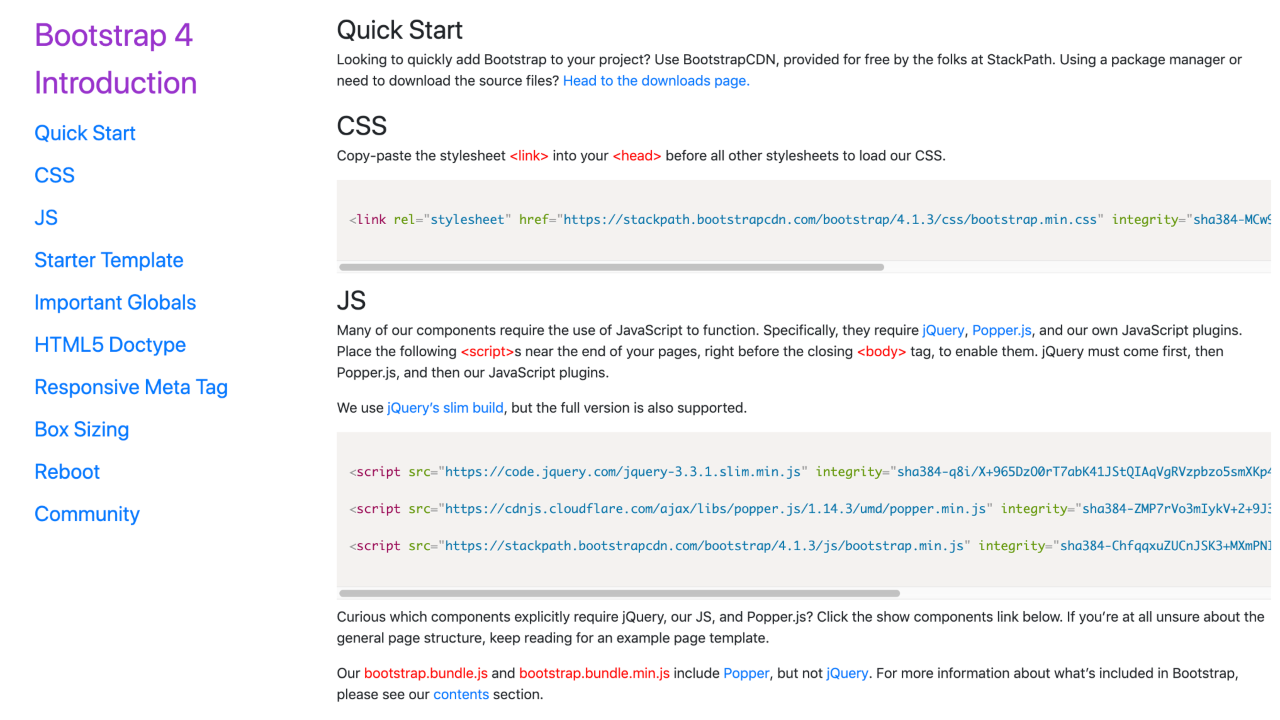 Bootstrap 4
Introduction
Quick Start
CSS
JS
Starter Template
Important Globals
HTML5 Doctype
Responsive Meta Tag
Box Sizing
Reboot
Community
Quick Start
Looking to quickly add Bootstrap to your project? Use BootstrapCDN, provided for free by the folks at StackPath. Using a package manager or
need to download the source files? Head to the downloads page.
CSS
Copy-paste the stylesheet <link> into your <head> before all other stylesheets to load our CSS.
<link rel="stylesheet" href="https://stackpath.bootstrapcdn.com/bootstrap/4.1.3/css/bootstrap.min.css" integrity="sha384-MCw9
JS
Many of our components require the use of JavaScript to function. Specifically, they require jQuery, Popper.js, and our own JavaScript plugins.
Place the following <script>s near the end of your pages, right before the closing <body> tag, to enable them. jQuery must come first, then
Popper.js, and then our JavaScript plugins.
We use jQuery’s slim build, but the full version is also supported.
<script src="https://code.jquery.com/jquery-3.3.1.slim.min.js" integrity="sha384-q8i/X+965DzO0rT7abK41JStQIAqVgRVzpbzo5smXKp4
<script src="https://cdnjs.cloudflare.com/ajax/libs/popper.js/1.14.3/umd/popper.min.js" integrity="sha384-ZMP7rVo3mIykV+2+9J3
<script src="https://stackpath.bootstrapcdn.com/bootstrap/4.1.3/js/bootstrap.min.js" integrity="sha384-ChfqqxuZUCnJSK3+MXmPNI
Curious which components explicitly require jQuery, our JS, and Popper.js? Click the show components link below. If you’re at all unsure about the
general page structure, keep reading for an example page template.
Our bootstrap.bundle.js and bootstrap.bundle.min.js include Popper, but not jQuery. For more information about what’s included in Bootstrap,
please see our contents section.